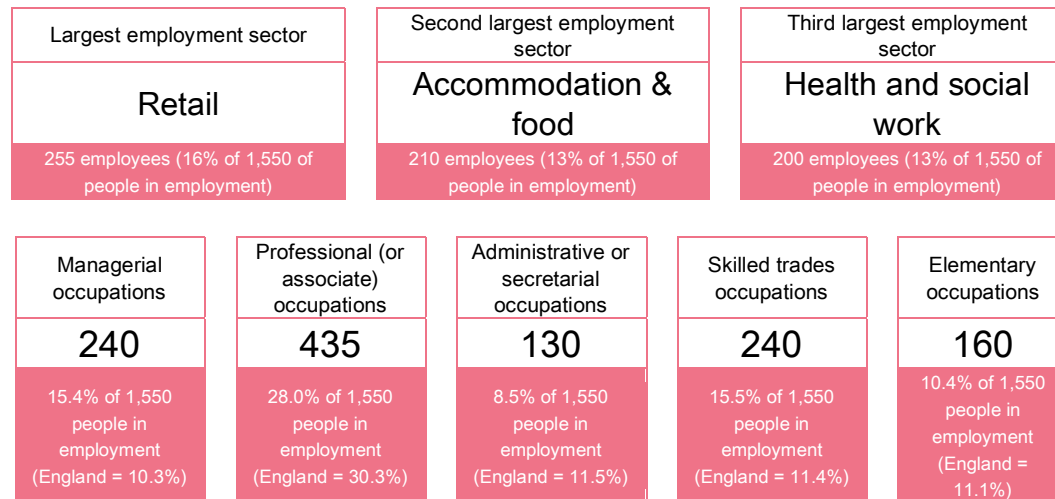 Largest employment sector
Retail
255 employees (16% of 1,550 of
people in employment)
Second largest employment
sector
Accommodation &
food
210 employees (13% of 1,550 of
people in employment)
Third largest employment
sector
Health and social
work
200 employees (13% of 1,550 of
people in employment)
Managerial
occupations
240
15.4% of 1,550
people in
employment
(England = 10.3%)
Professional (or
associate)
occupations
435
28.0% of 1,550
people in
employment
(England = 30.3%)
Administrative or
secretarial
occupations
130
8.5% of 1,550
people in
employment
(England = 11.5%)
Skilled trades
occupations
240
15.5% of 1,550
people in
employment
(England = 11.4%)
Elementary
occupations
160
10.4% of 1,550
people in
employment
(England =
11.1%)